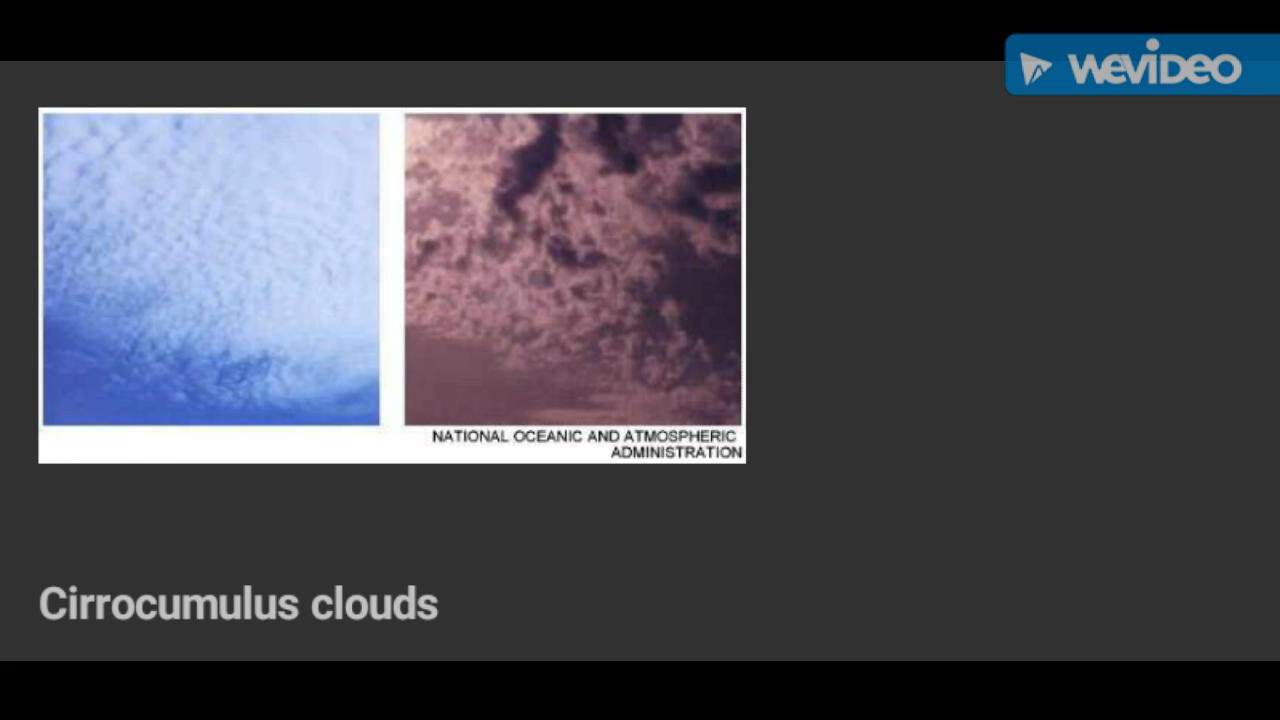 WEVIDEO
NATIONAL OCEANIC AND ATMOSPHERIC
ADMINISTRATION
Cirrocumulus clouds